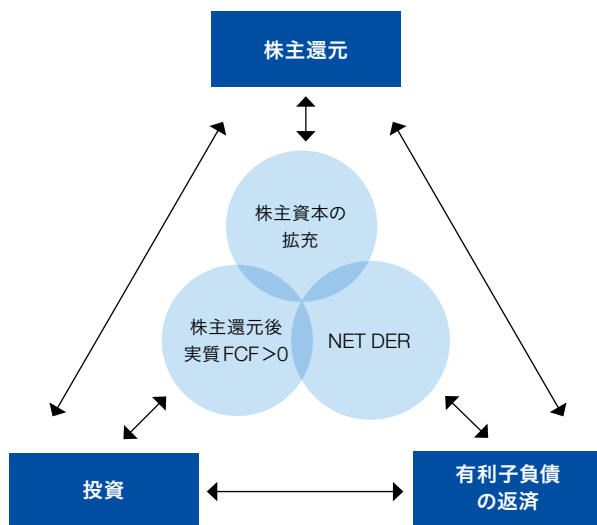 株主還元
株主資本の
拡充
株主還元後
実質FCF>0
NET DER
投資
有利子負債
の返済